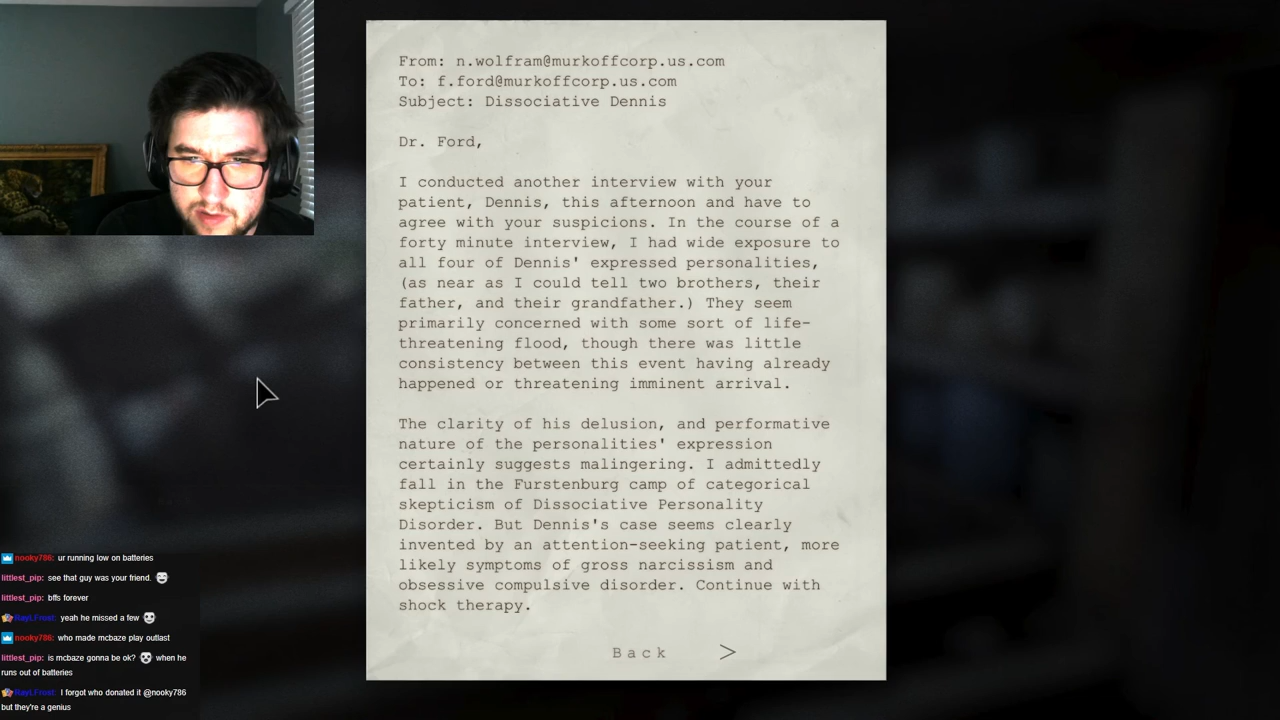 From: n.wolfram@murkoffcorp.us.com
To: f.ford@murkoffcorp.us.com
Subject: Dissociative Dennis
Dr. Ford,
I conducted another interview with your
patient, Dennis, this afternoon and have to
agree with your suspicions. In the course of a
forty minute interview, I had wide exposure to
all four of Dennis' expressed personalities,
(as near as I could tell two brothers, their
father, and their grandfather.) They seem
primarily concerned with some sort of life-
threatening flood, though there was little
consistency between this event having already
happened or threatening imminent arrival.
The clarity of his delusion, and performative
nature of the personalities' expression
certainly suggests malingering. I admittedly
fall in the Furstenburg camp of categorical
skepticism of Dissociative Personality
Disorder. But Dennis's case seems clearly
invented by an attention-seeking patient, more
likely symptoms of gross narcissism and
obsessive compulsive disorder. Continue with
shock therapy.
Back >
nooky786: ur running low on batteries
littlest_pip: see that guy was your friend.
littlest_pip: bffs forever
RayLFrost: yeah he missed a few
nooky786: who made mcbaze play outlast
littlest_pip: is mcbaze gonna be ok? when he
runs out of batteries
RayLFrost: I forgot who donated it @nooky786
but they're a genius